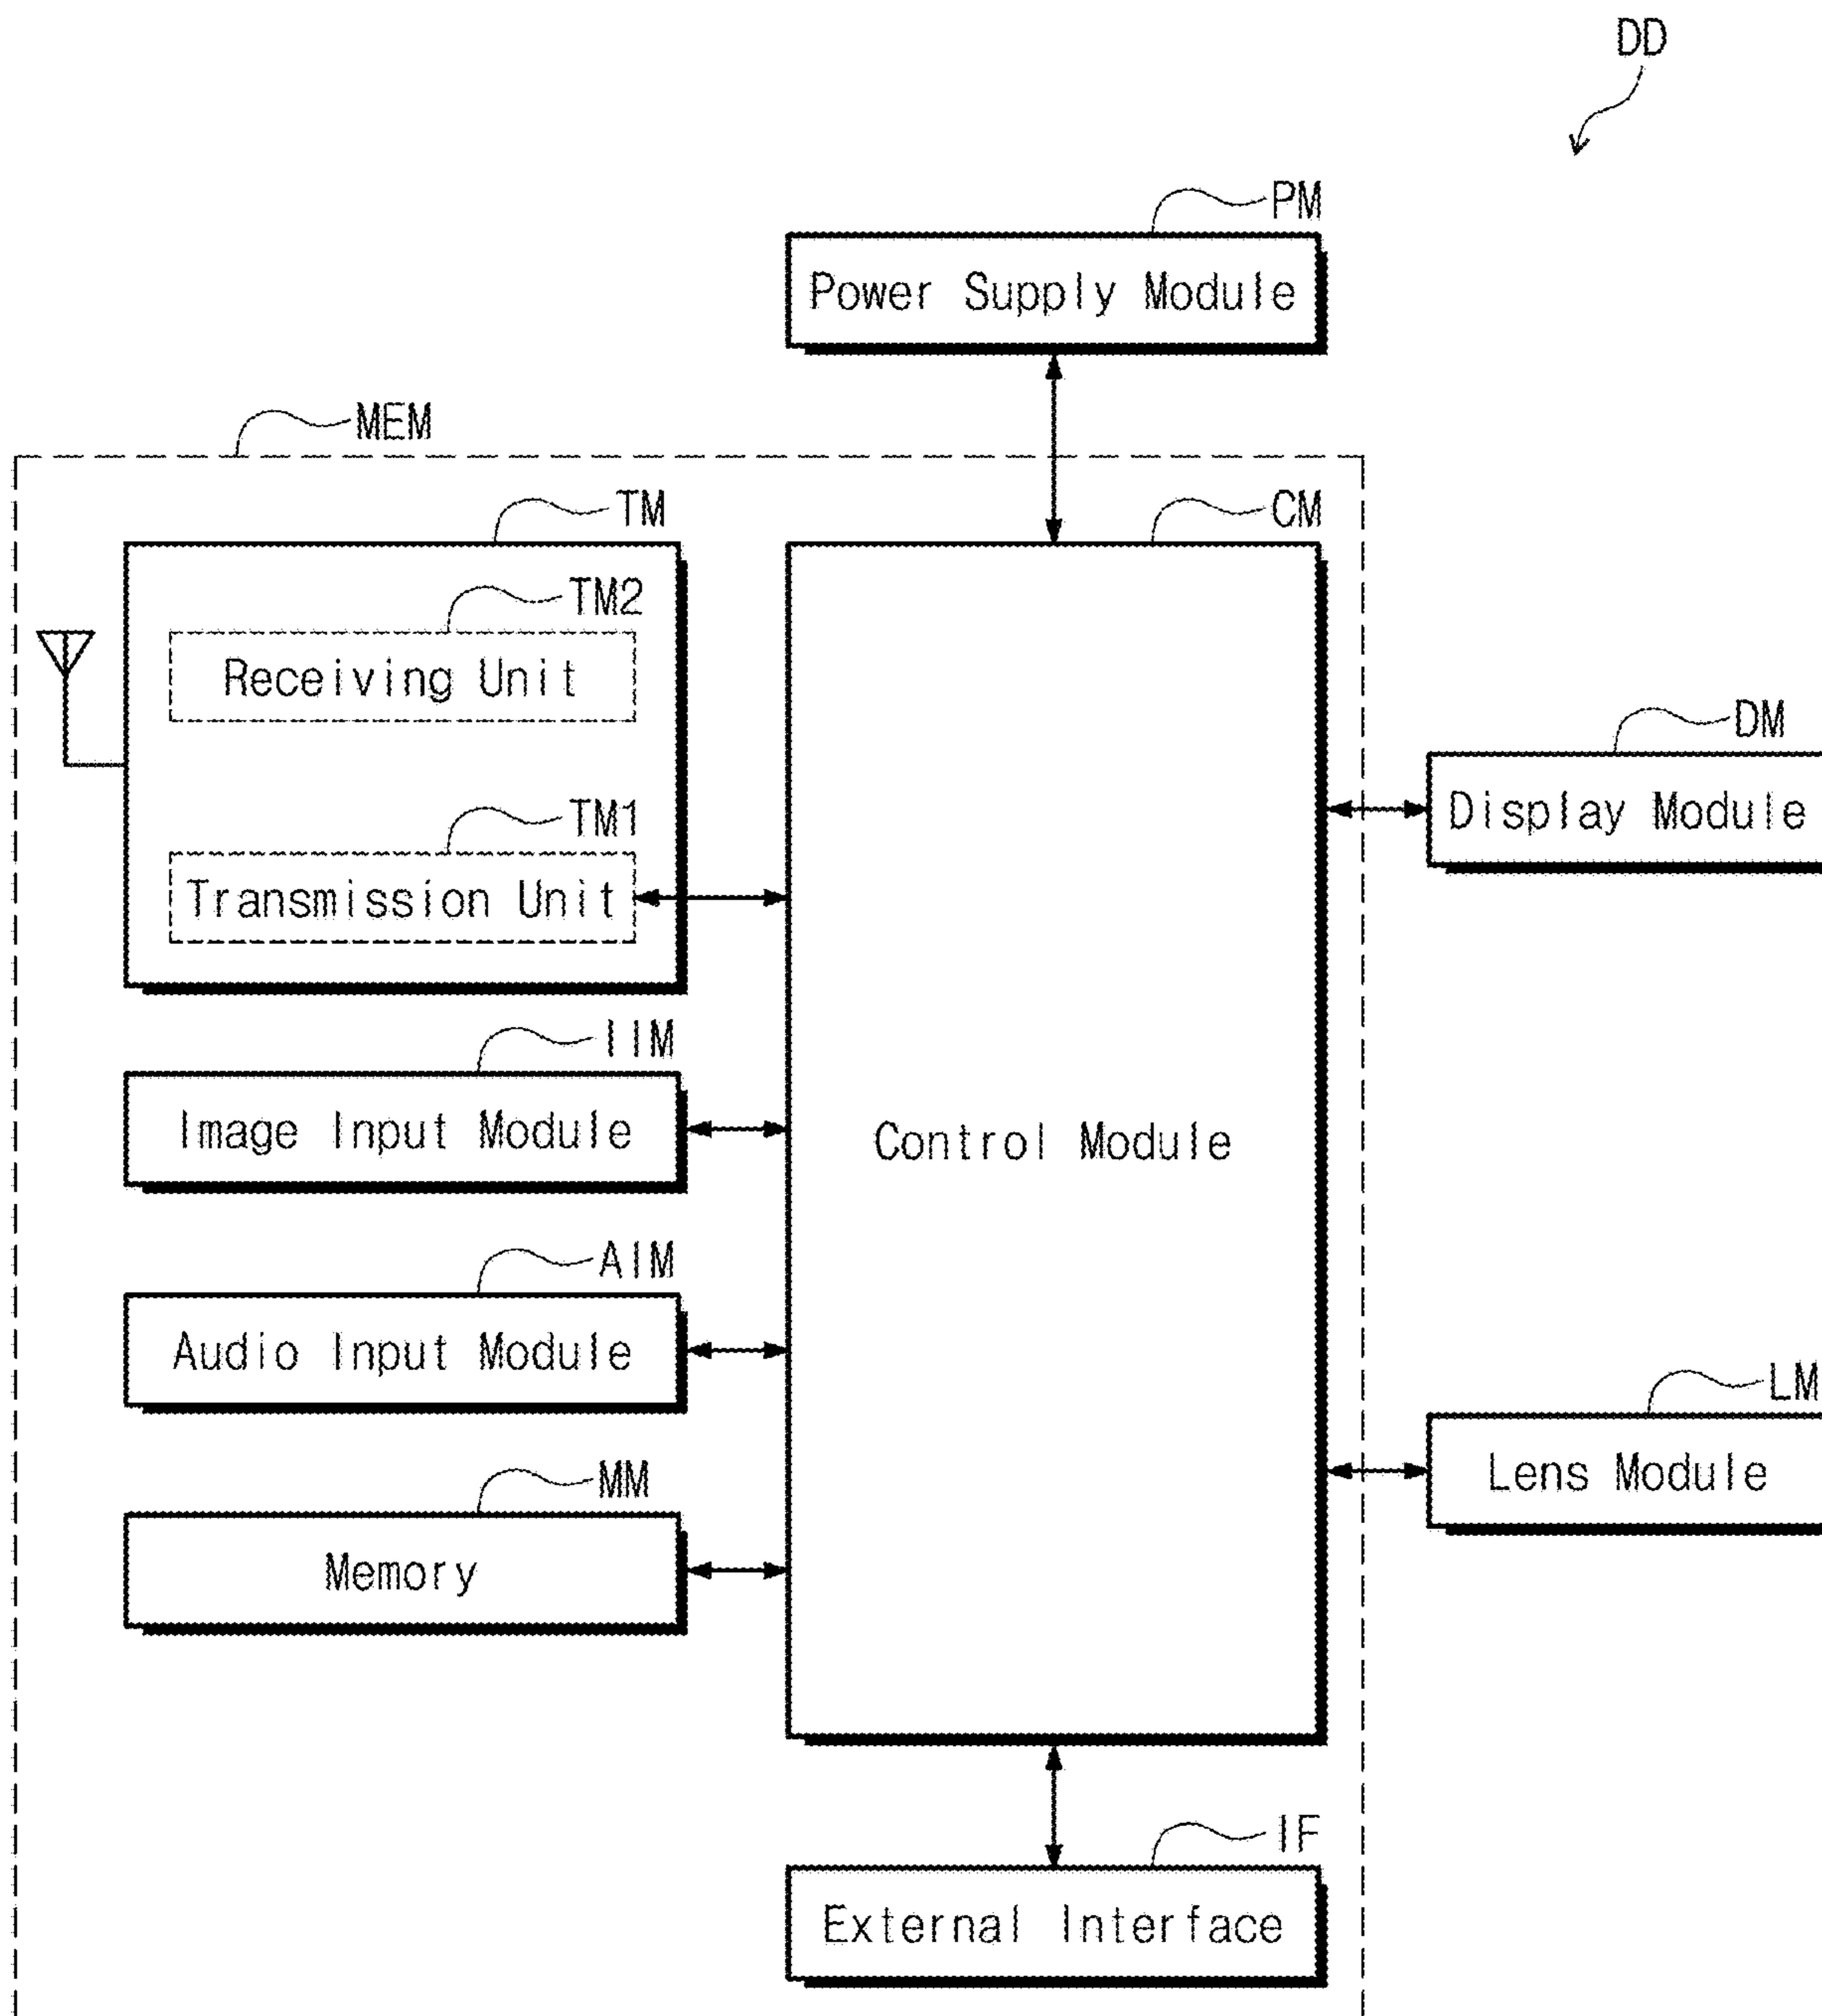 DD
PM
Power Supply Module
MEM
TM
CM
TM2
Receiving Unit
DM
Display Module
TM1
Transmission Unit
IIM
Image Input Module
Control Module
AIM
Audio Input Module
LM
Lens Module
MM
Memory
IF
External Interface